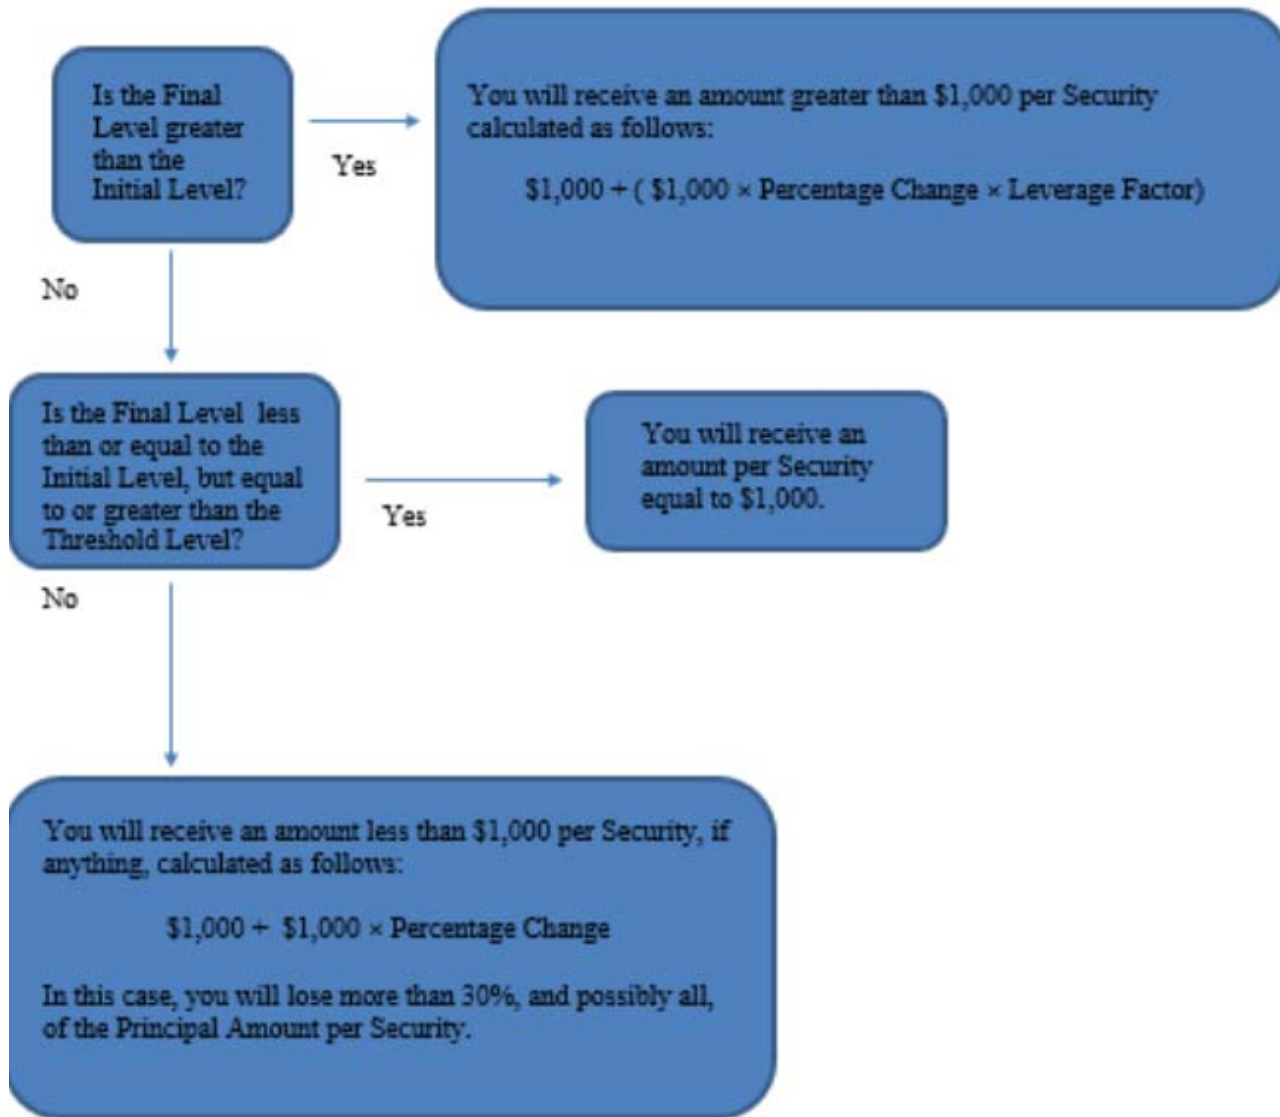 Is the Final
Level greater
than the
Initial Level?
Yes
You will receive an amount greater than $1,000 per Security
calculated as follows:
$1,000 + ( $1,000 × Percentage Change × Leverage Factor)
No
Is the Final Level less
than or equal to the
Initial Level, but equal
to or greater than the
Threshold Level?
Yes
You will receive an
amount per Security
equal to $1,000.
No
You will receive an amount less than $1,000 per Security, if
anything, calculated as follows:
$1,000 + $1,000 × Percentage Change
In this case, you will lose more than 30%, and possibly all,
of the Principal Amount per Security.